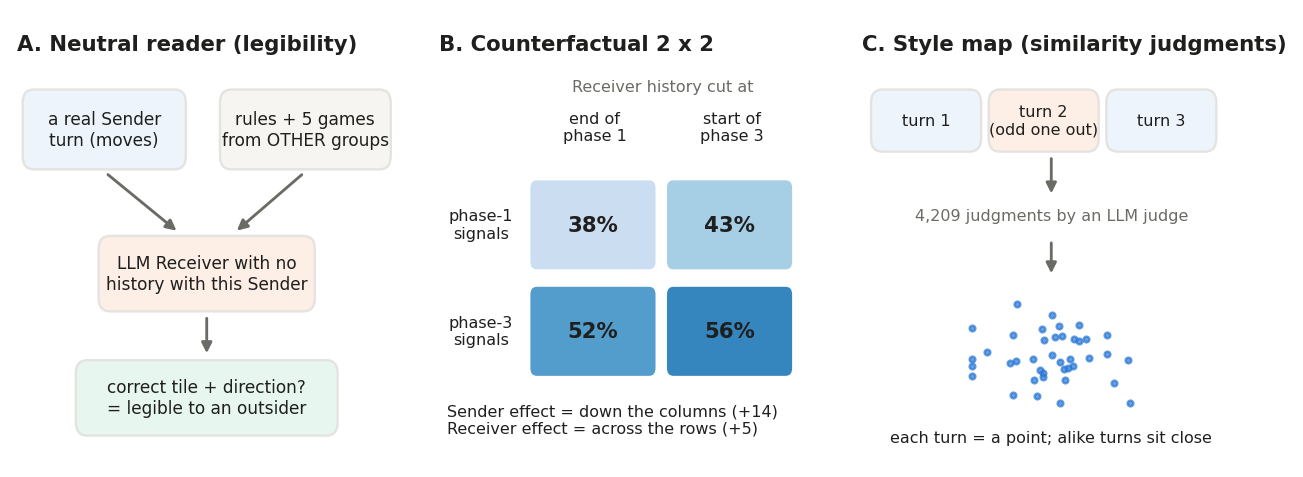 A. Neutral reader (legibility)
a real Sender
turn (moves)
rules + 5 games
from OTHER groups
LLM Receiver with no
history with this Sender
correct tile + direction?
= legible to an outsider
B. Counterfactual 2 x 2
Receiver history cut at
end of
phase 1
start of
phase 3
phase-1
signals
38%
43%
phase-3
signals
52%
56%
Sender effect = down the columns (+14)
Receiver effect = across the rows (+5)
C. Style map (similarity judgments)
turn 1
turn 2
(odd one out)
turn 3
4,209 judgments by an LLM judge
each turn = a point; alike turns sit close